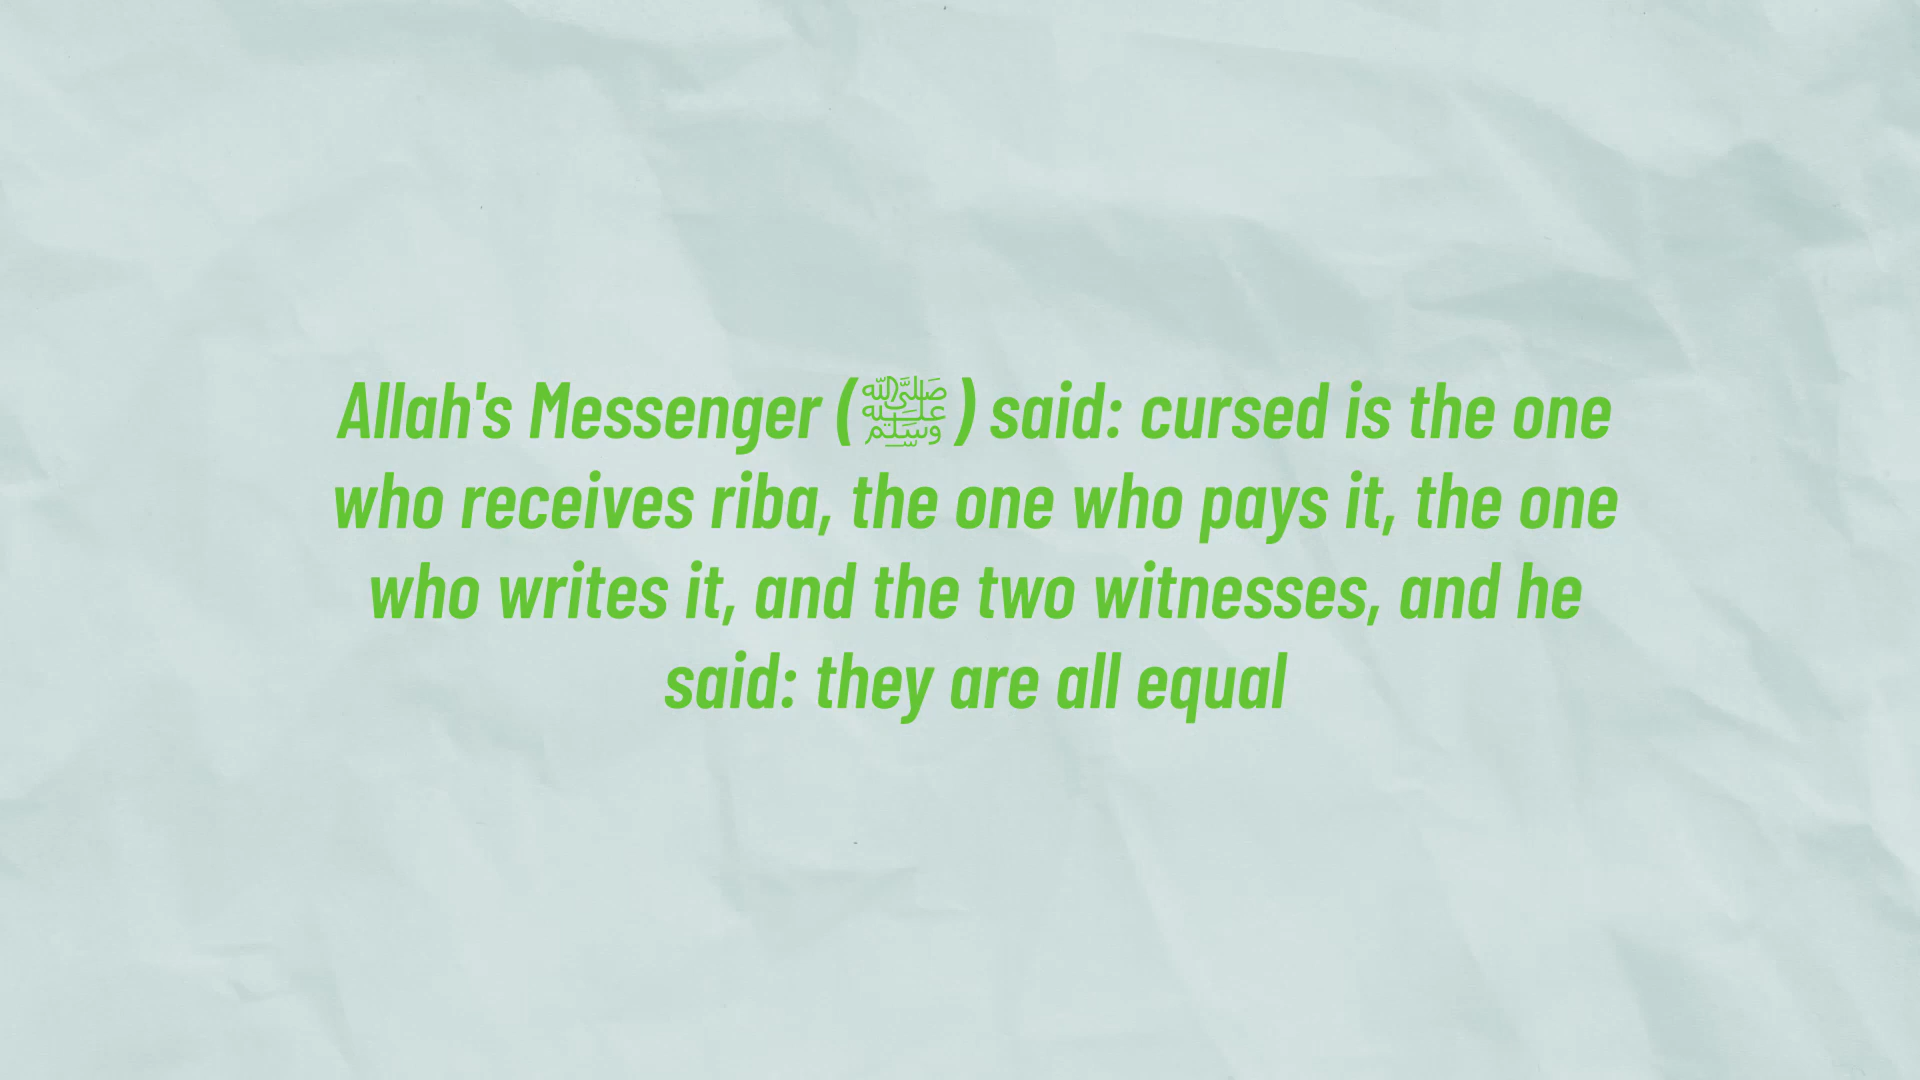 Allah's Messenger (ﷺ) said: cursed is the one
who receives riba, the one who pays it, the one
who writes it, and the two witnesses, and he
said: they are all equal